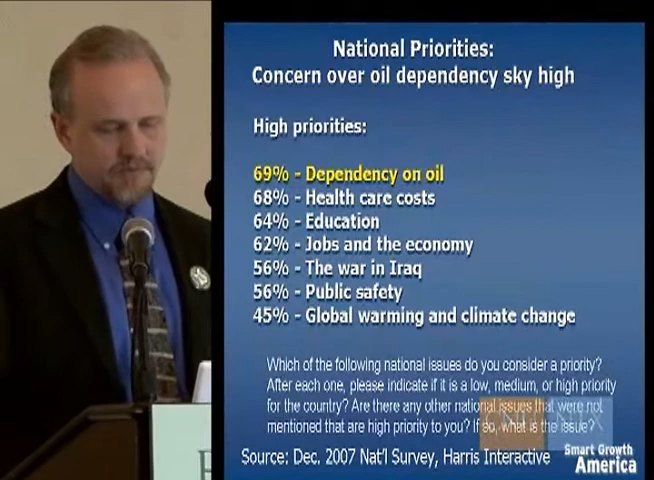 National Priorities:
Concern over oil dependency sky high
High priorities:
69% - Dependency on oil
68% - Health care costs
64% - Education
62% - Jobs and the economy
56% - The war in Iraq
56% - Public safety
45% - Global warming and climate change
Which of the following national issues do you consider a priority?
After each one, please indicate if it is a low, medium, or high priority
for the country? Are there any other national issues that were not
mentioned that are high priority to you? If so, what is the issue?
Source: Dec. 2007 Nat'l Survey, Harris Interactive
Smart Growth
America